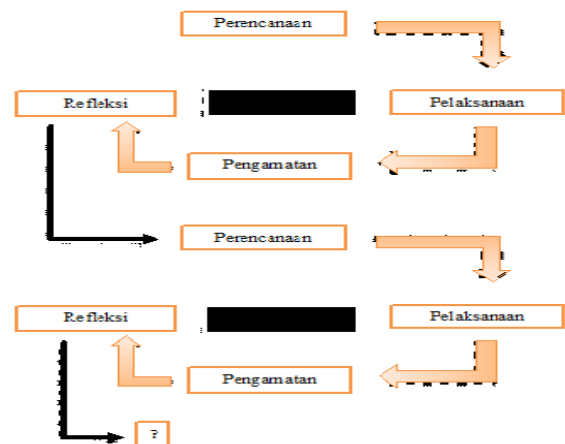 Perencanaan
Refleksi
Pelaksanaan
Pengamatan
Perencanaan
Refleksi
Pelaksanaan
Pengamatan
?